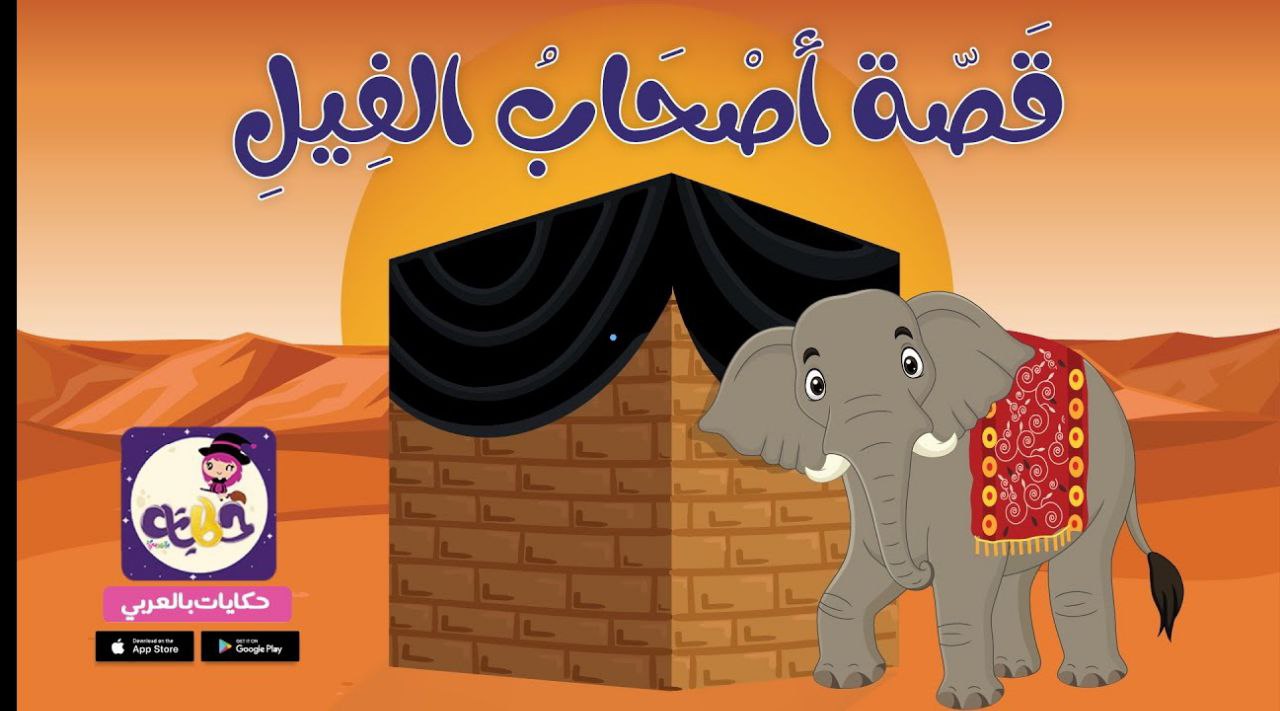 قَصّة أَصْحَابُ الفِيلِ
حكاية
حكايات بالعربي
Download on the
App Store
GET IT ON
Google Play